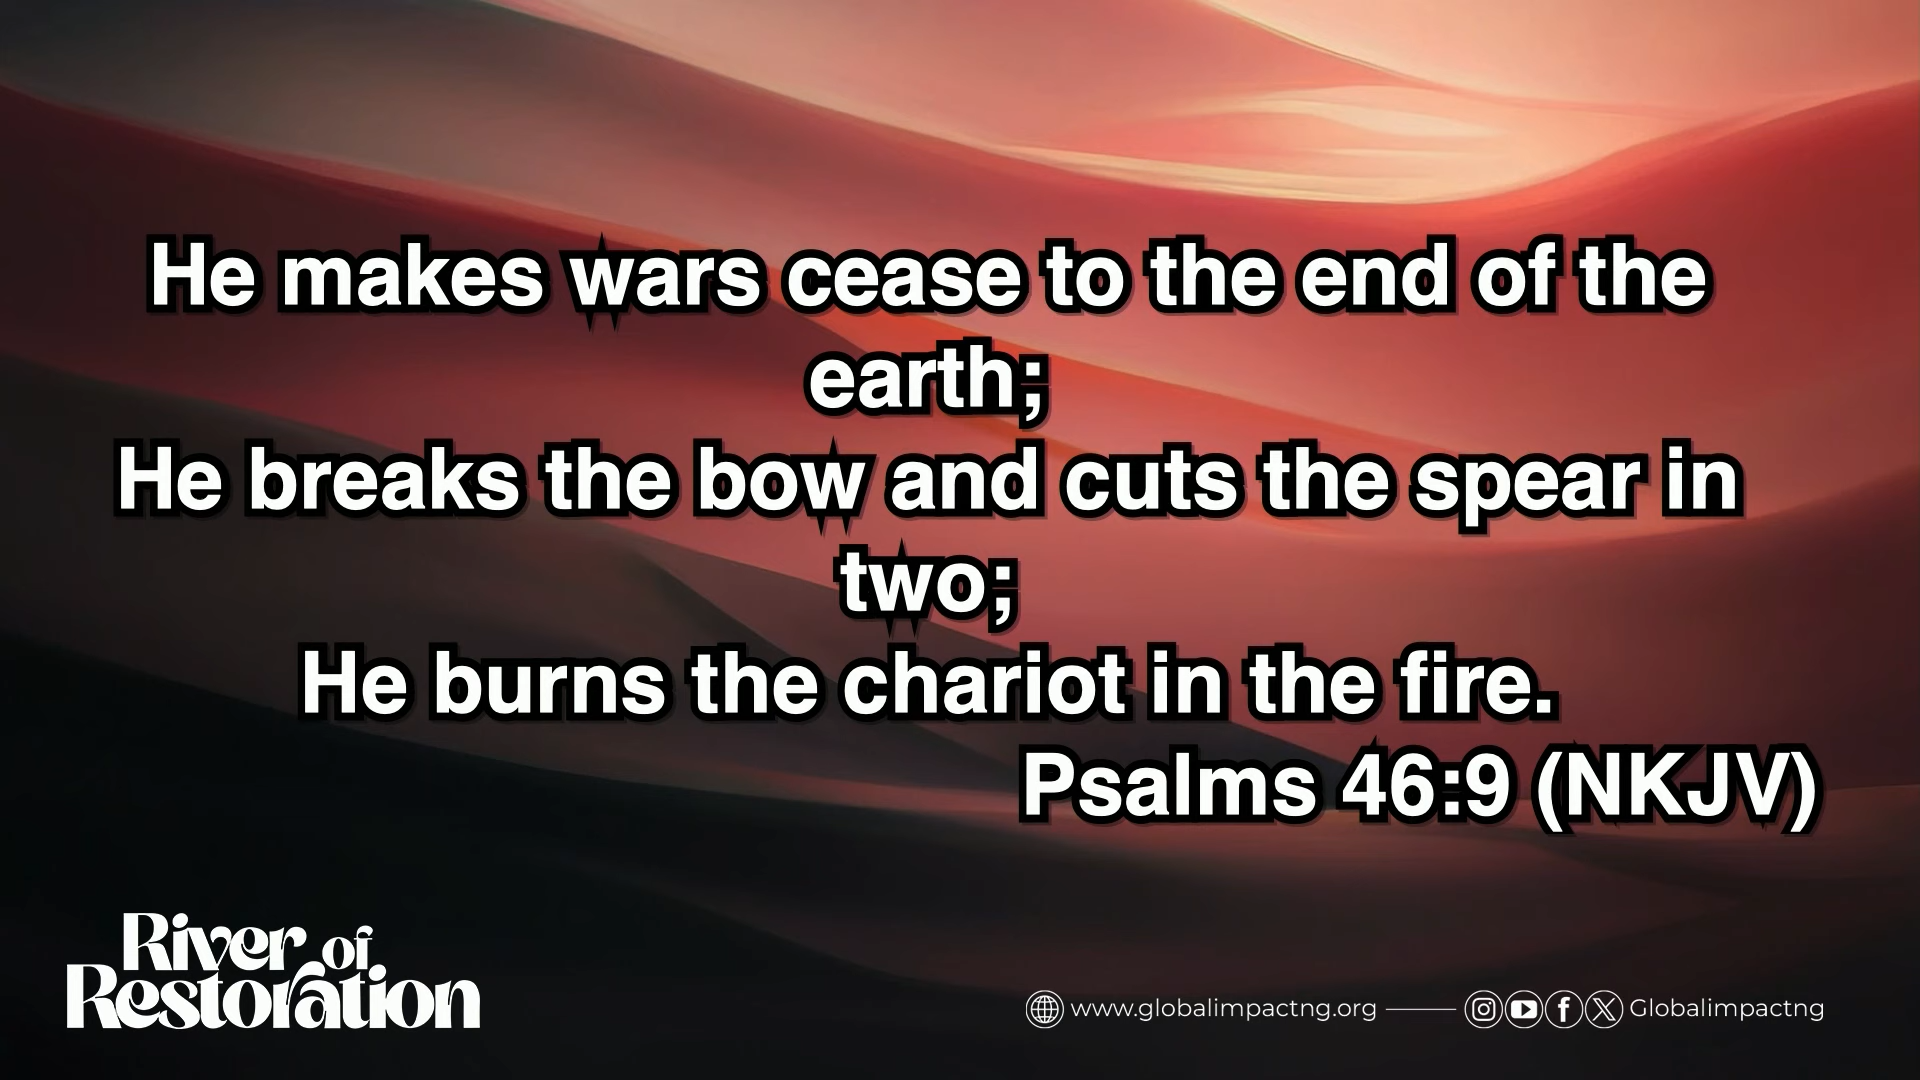 He makes wars cease to the end of the
earth;
He breaks the bow and cuts the spear in
two;
He burns the chariot in the fire.
Psalms 46:9 (NKJV)
River of
Restoration
www.globalimpactng.org
Globalimpactng